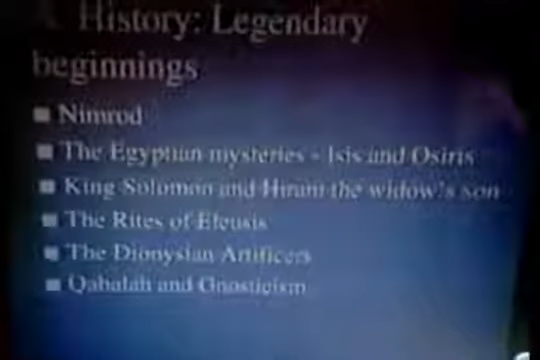 History: Legendary
beginnings
Nimrod
The Egyptian mysteries - Isis and Osiris
King Solomon and Hiram the widow's son
The Rites of Eleusis
The Dionysian Artificers
Qabalah and Gnosticism